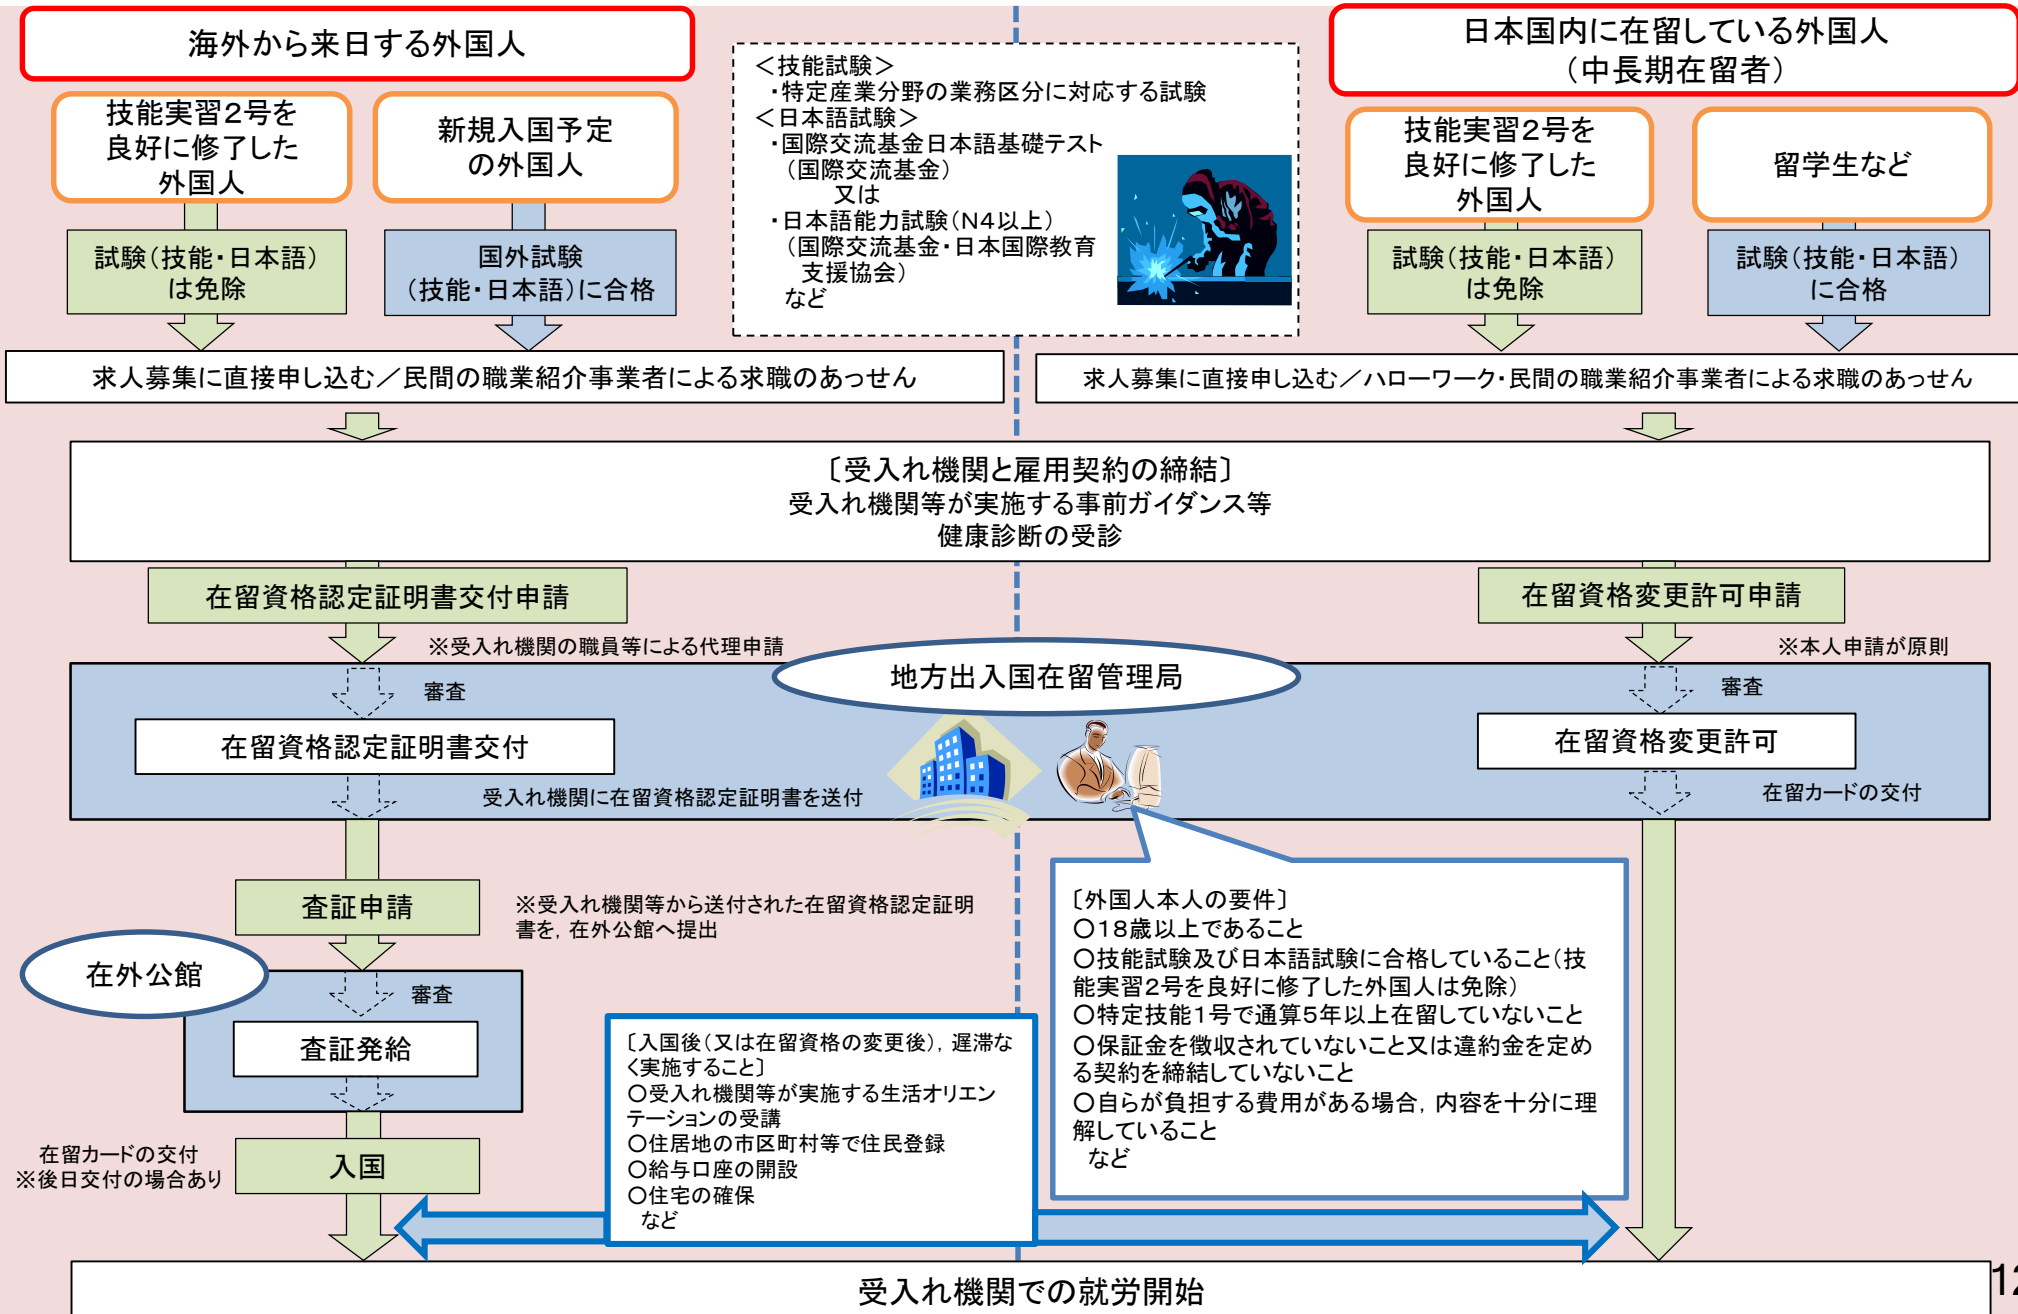 海外から来日する外国人
日本国内に在留している外国人
(中長期在留者)
技能実習2号を
良好に修了した
外国人
新規入国予定
の外国人
<技能試験>
・特定産業分野の業務区分に対応する試験
<日本語試験>
・国際交流基金日本語基礎テスト
(国際交流基金)
又は
・日本語能力試験(N4以上)
(国際交流基金・日本国際教育
支援協会)
など
技能実習2号を
良好に修了した
外国人
留学生など
試験(技能・日本語)
は免除
国外試験
(技能・日本語)に合格
試験(技能・日本語)
は免除
試験(技能・日本語)
に合格
求人募集に直接申し込む/民間の職業紹介事業者による求職のあっせん
求人募集に直接申し込む/ハローワーク・民間の職業紹介事業者による求職のあっせん
〔受入れ機関と雇用契約の締結〕
受入れ機関等が実施する事前ガイダンス等
健康診断の受診
在留資格認定証明書交付申請
在留資格変更許可申請
※受入れ機関の職員等による代理申請
※本人申請が原則
地方出入国在留管理局
審査
審査
在留資格認定証明書交付
在留資格変更許可
受入れ機関に在留資格認定証明書を送付
在留カードの交付
査証申請
※受入れ機関等から送付された在留資格認定証明
書を,在外公館へ提出
在外公館
審査
査証発給
〔外国人本人の要件〕
○18歳以上であること
○技能試験及び日本語試験に合格していること(技
能実習2号を良好に修了した外国人は免除)
○特定技能1号で通算5年以上在留していないこと
○保証金を徴収されていないこと又は違約金を定め
る契約を締結していないこと
○自らが負担する費用がある場合,内容を十分に理
解していること
など
〔入国後(又は在留資格の変更後),遅滞な
く実施すること〕
○受入れ機関等が実施する生活オリエン
テーションの受講
○住居地の市区町村等で住民登録
○給与口座の開設
○住宅の確保
など
在留カードの交付
※後日交付の場合あり
入国
受入れ機関での就労開始
12